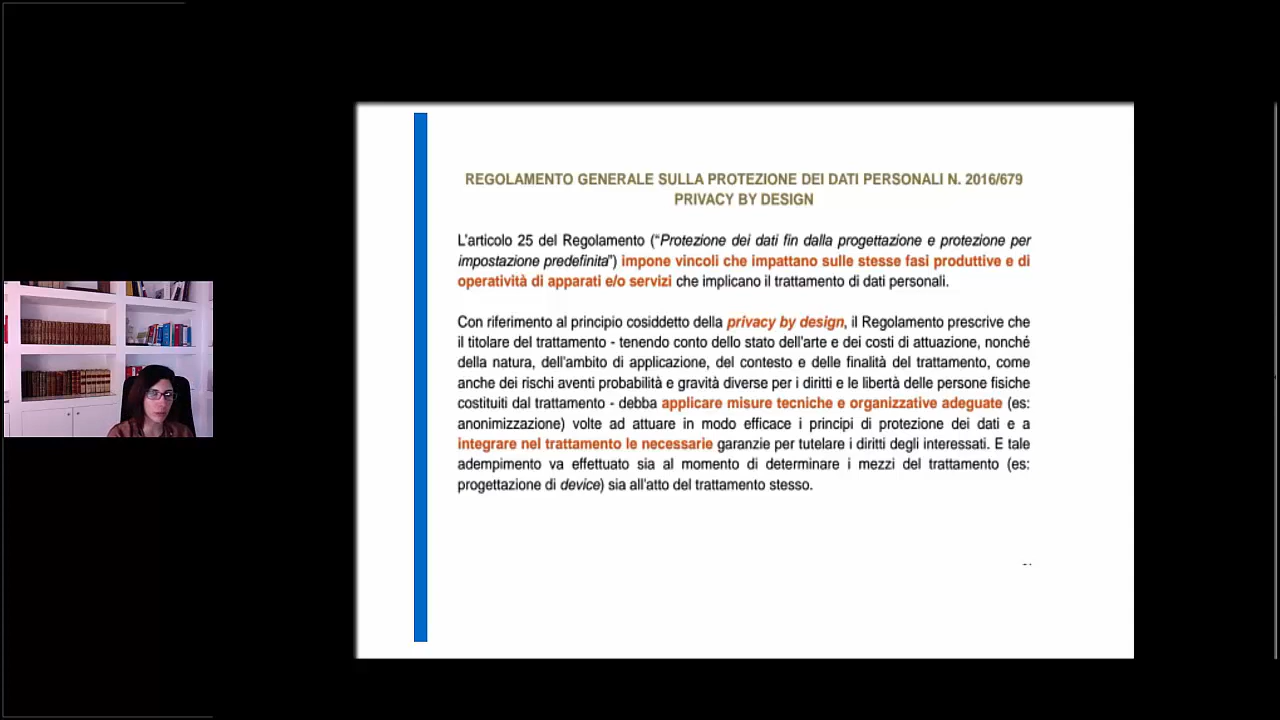 REGOLAMENTO GENERALE SULLA PROTEZIONE DEI DATI PERSONALI N. 2016/679
PRIVACY BY DESIGN
L'articolo 25 del Regolamento ("Protezione dei dati fin dalla progettazione e protezione per
impostazione predefinita") impone vincoli che impattano sulle stesse fasi produttive e di
operatività di apparati e/o servizi che implicano il trattamento di dati personali.
Con riferimento al principio cosiddetto della privacy by design, il Regolamento prescrive che
il titolare del trattamento - tenendo conto dello stato dell'arte e dei costi di attuazione, nonché
della natura, dell'ambito di applicazione, del contesto e delle finalità del trattamento, come
anche dei rischi aventi probabilità e gravità diverse per i diritti e le libertà delle persone fisiche
costituiti dal trattamento - debba applicare misure tecniche e organizzative adeguate (es:
anonimizzazione) volte ad attuare in modo efficace i principi di protezione dei dati e a
integrare nel trattamento le necessarie garanzie per tutelare i diritti degli interessati. E tale
adempimento va effettuato sia al momento di determinare i mezzi del trattamento (es:
progettazione di device) sia all'atto del trattamento stesso.